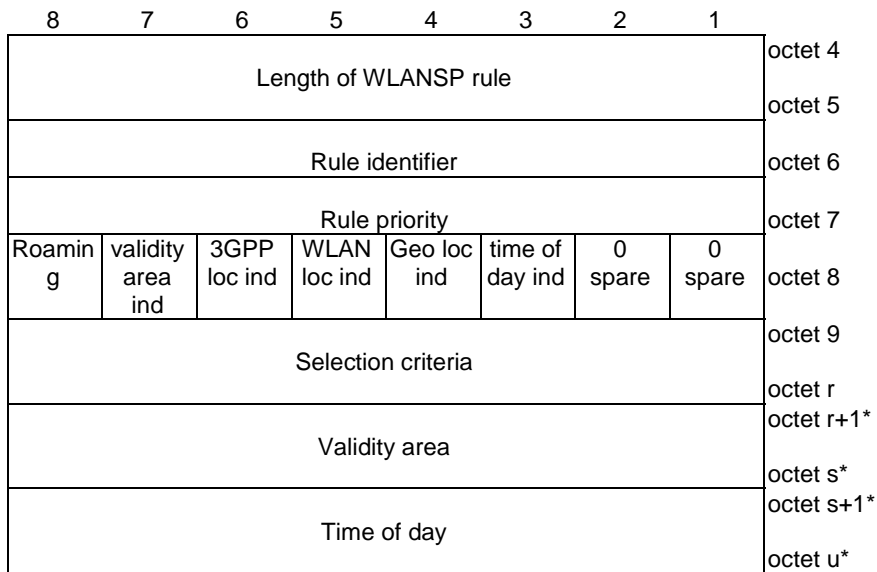 8 7 6 5 4 3 2 1
octet 4
Length of WLANSP rule
octet 5
Rule identifier octet 6
Rule priority octet 7
Roamin validity 3GPP WLAN Geo loc time of 0 0
g area loc ind loc ind ind day ind spare spare octet 8
ind
octet 9
Selection criteria
octet r
octet r+1*
Validity area
octet s*
octet s+1*
Time of day
octet u*